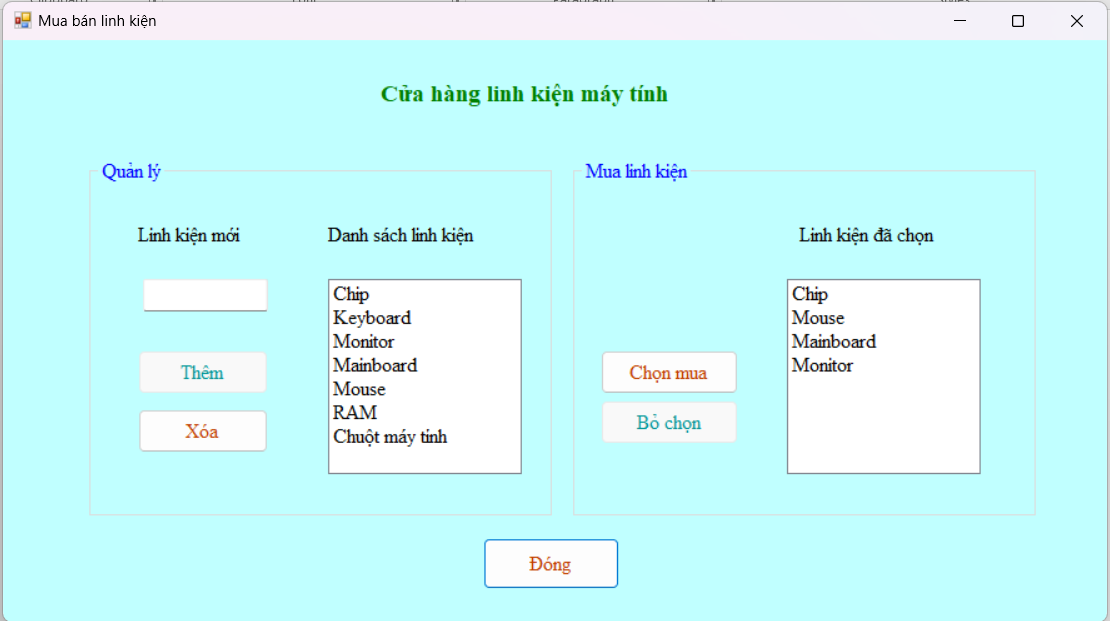 Mua bán linh kiện
Cửa hàng linh kiện máy tính
Quản lý
Linh kiện mới
Danh sách linh kiện
Chip
Keyboard
Monitor
Mainboard
Mouse
RAM
Chuột máy tính
Thêm
Xóa
Mua linh kiện
Linh kiện đã chọn
Chip
Mouse
Mainboard
Monitor
Chọn mua
Bỏ chọn
Đóng